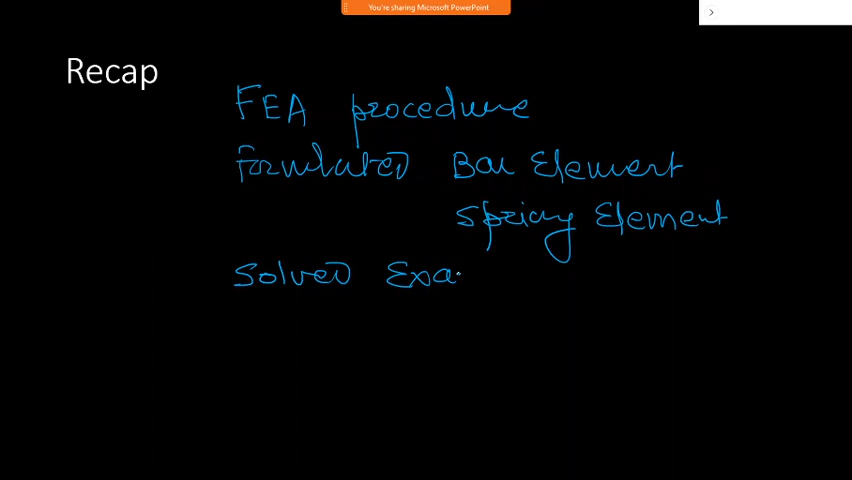 You're sharing Microsoft PowerPoint
Recap
FEA procedure
Formulated Bar Element
Spring Element
Solved Exa